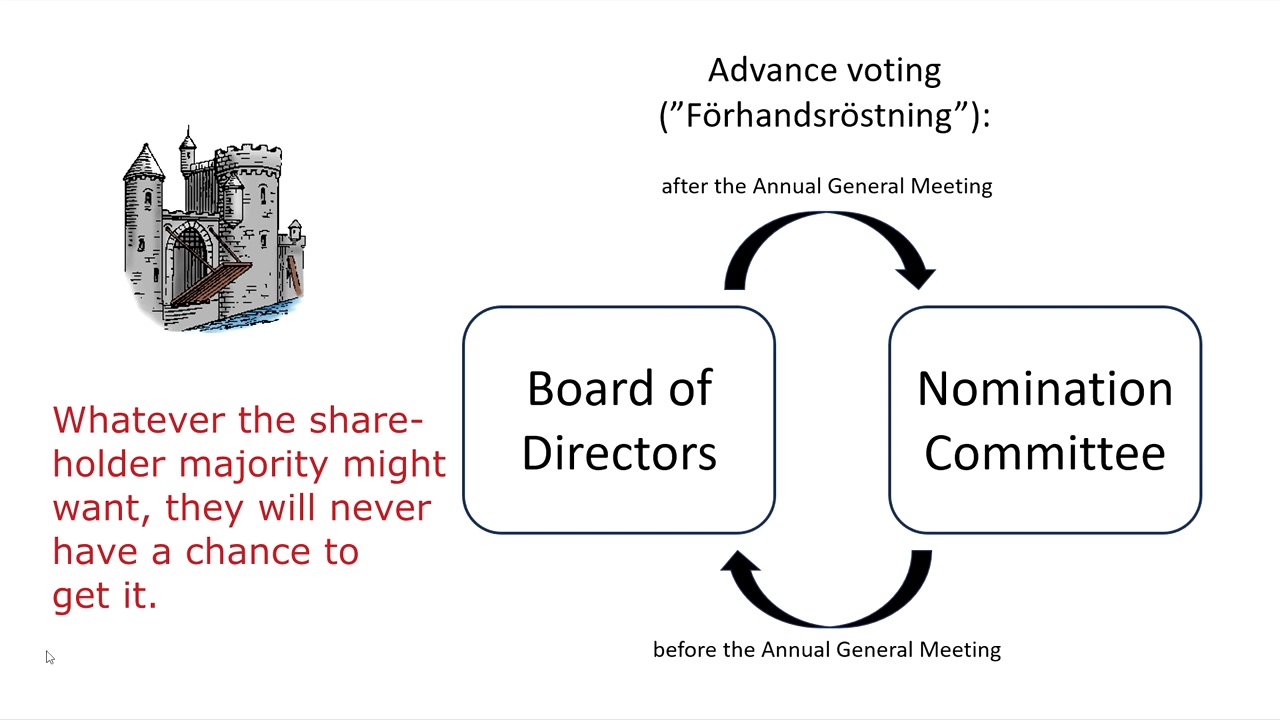 Advance voting
(”Förhandsröstning”):
after the Annual General Meeting
Board of
Directors
Nomination
Committee
before the Annual General Meeting
Whatever the share-
holder majority might
want, they will never
have a chance to
get it.